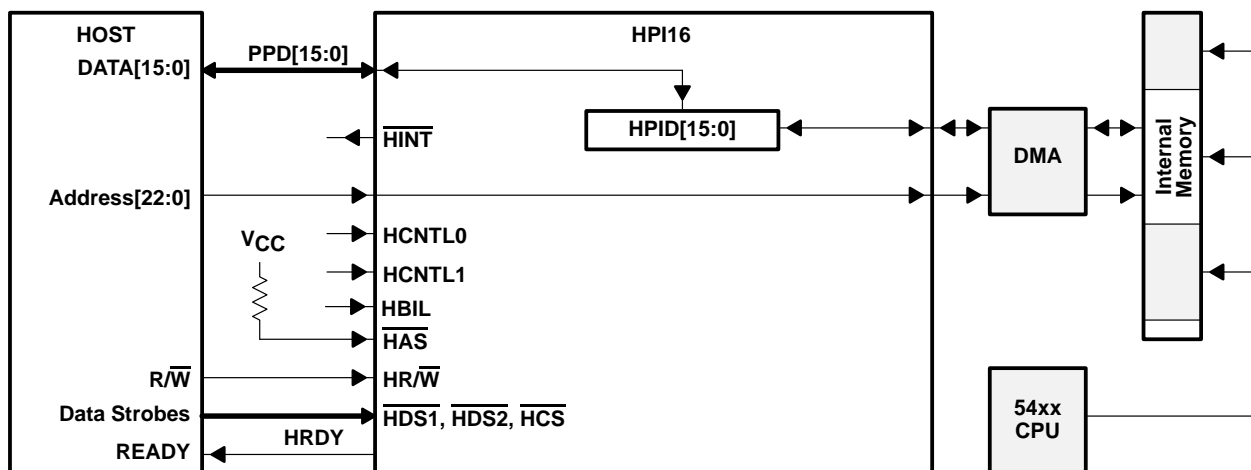 HOST
HPI16
DATA[15:0]
PPD[15:0]
HPID[15:0]
HINT
DMA
Internal
Memory
Address[22:0]
VCC
HCNTL0
HCNTL1
HBIL
HAS
R/W
HR/W
Data Strobes
HDS1, HDS2, HCS
54xx
CPU
READY
HRDY